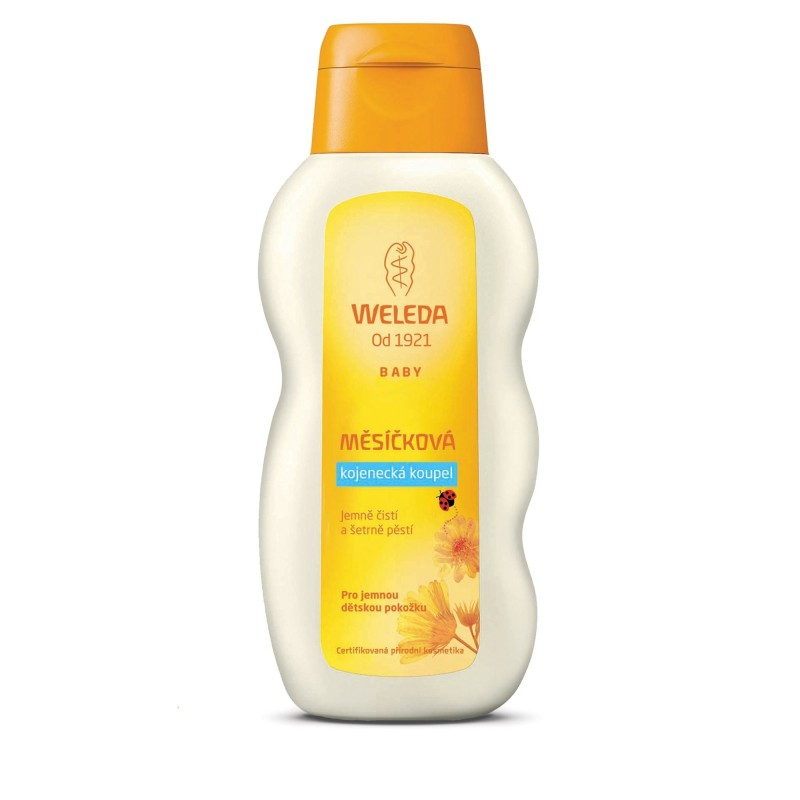 WELEDA
Od 1921
BABY
MĚSÍČKOVÁ
kojenecká koupel
Jemně čistí
a šetrně pěstí
Pro jemnou
dětskou pokožku
Certifikovaná přírodní kosmetika